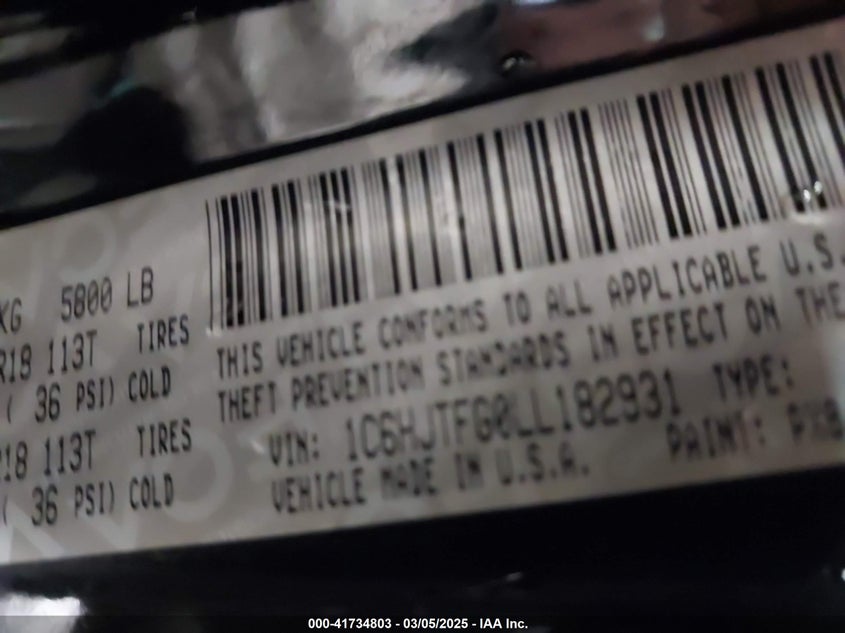 KG 5800 LB
R18 113T TIRES
( 36 PSI) COLD
R18 113T TIRES
( 36 PSI) COLD
THIS VEHICLE CONFORMS TO ALL APPLICABLE U.S.
THEFT PREVENTION STANDARDS IN EFFECT ON THE
VIN: 1C6HJTFG0LL182931 TYPE:
VEHICLE MADE IN U.S.A. PAINT: PX8
000-41734803 / 03/05/2025 - IAA Inc.